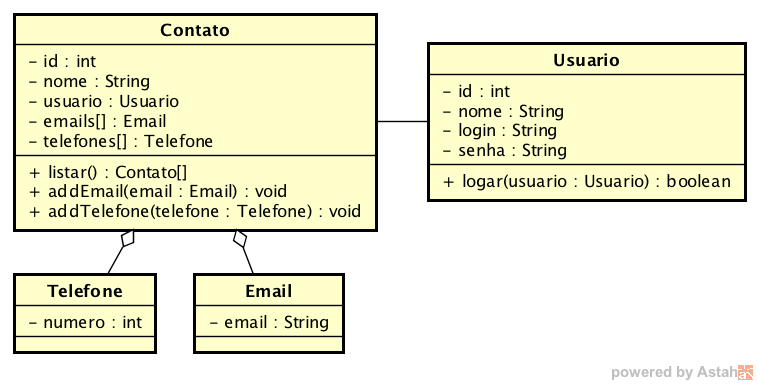 Contato
- id : int
- nome : String
- usuario : Usuario
- emails[] : Email
- telefones[] : Telefone
+ listar() : Contato[]
+ addEmail(email : Email) : void
+ addTelefone(telefone : Telefone) : void
Usuario
- id : int
- nome : String
- login : String
- senha : String
+ logar(usuario : Usuario) : boolean
Telefone
- numero : int
Email
- email : String
powered by Astah